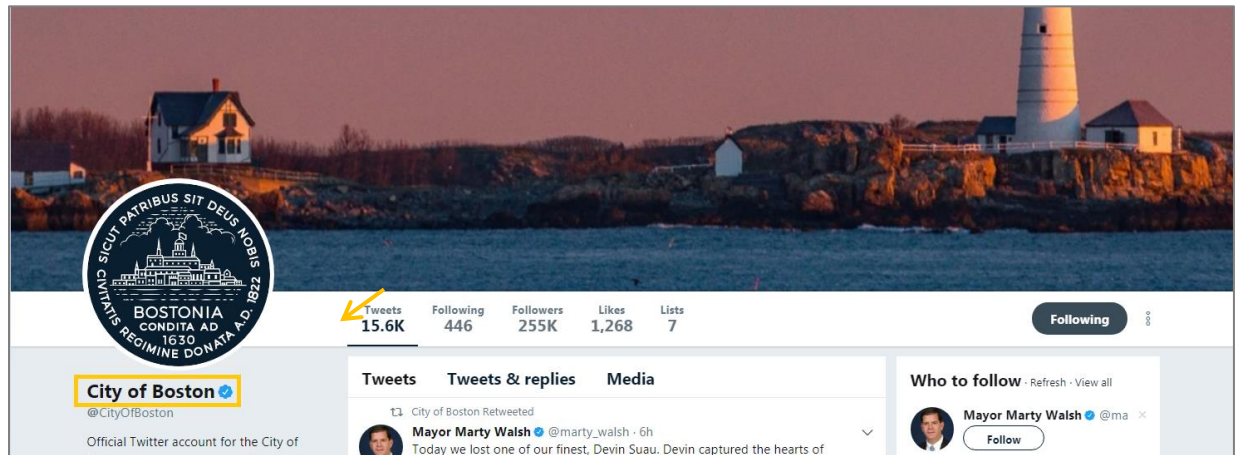 SICUT PATRIBUS SIT DEUS NOBIS
CIVITATIS REGIMINE DONATA A.D. 1822
BOSTONIA
CONDITA AD
1630
Tweets Following Followers Likes Lists
15.6K 446 255K 1,268 7
Following
City of Boston
@CityOfBoston
Official Twitter account for the City of
Tweets Tweets & replies Media
City of Boston Retweeted
Mayor Marty Walsh @marty_walsh · 6h
Today we lost one of our finest, Devin Suau. Devin captured the hearts of
Who to follow · Refresh · View all
Mayor Marty Walsh @ma ×
Follow